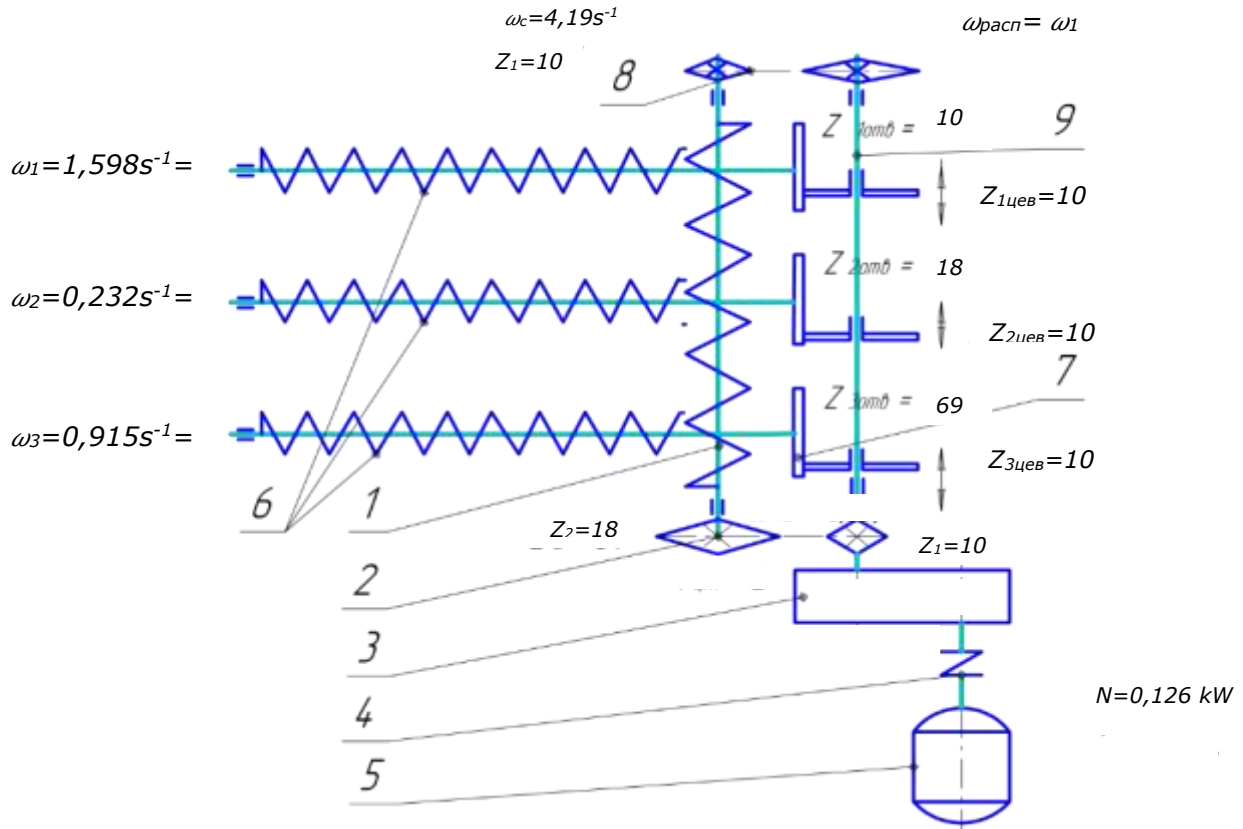 ωc=4,19s-1
ωрасп= ω1
Z1=10
8
Z 1отв = 10
9
ω1=1,598s-1=
Z1цев=10
Z 2отв = 18
ω2=0,232s-1=
Z2цев=10
7
Z 3отв = 69
ω3=0,915s-1=
Z3цев=10
6
1
Z2=18
Z1=10
2
3
4
N=0,126 kW
5